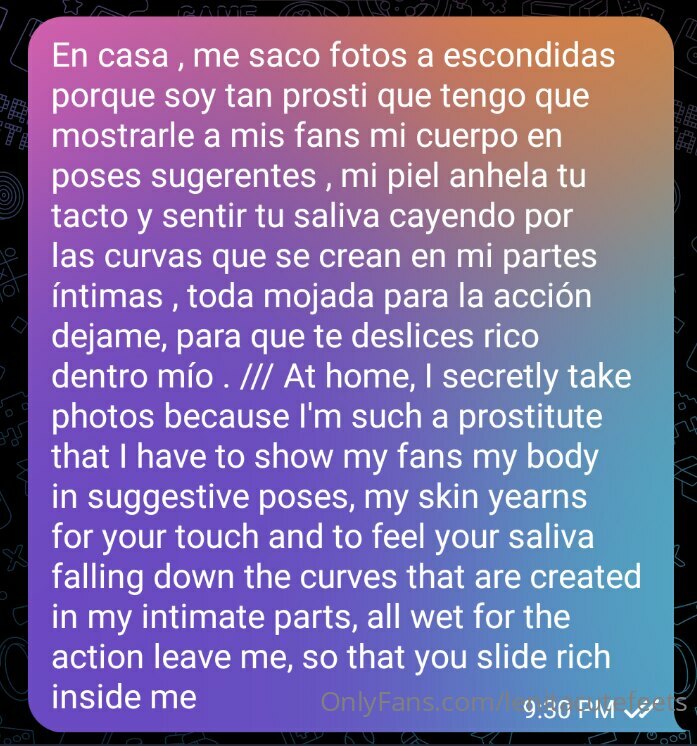 En casa , me saco fotos a escondidas
porque soy tan prosti que tengo que
mostrarle a mis fans mi cuerpo en
poses sugerentes , mi piel anhela tu
tacto y sentir tu saliva cayendo por
las curvas que se crean en mi partes
íntimas , toda mojada para la acción
dejame, para que te deslices rico
dentro mío . /// At home, I secretly take
photos because I'm such a prostitute
that I have to show my fans my body
in suggestive poses, my skin yearns
for your touch and to feel your saliva
falling down the curves that are created
in my intimate parts, all wet for the
action leave me, so that you slide rich
inside me
9:30 PM